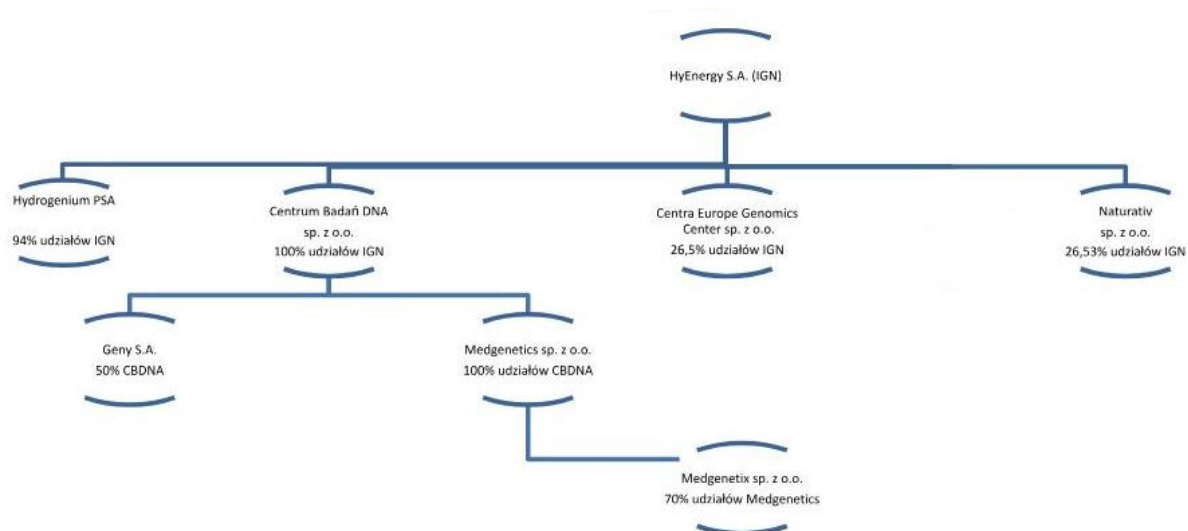 HyEnergy S.A. (IGN)
Hydrogenium PSA
94% udziałów IGN
Centrum Badań DNA
sp. z o.o.
100% udziałów IGN
Centra Europe Genomics
Center sp. z o.o.
26,5% udziałów IGN
Naturativ
sp. z o.o.
26,53% udziałów IGN
Geny S.A.
50% CBDNA
Medgenetics sp. z o.o.
100% udziałów CBDNA
Medgenetix sp. z o.o.
70% udziałów Medgenetics